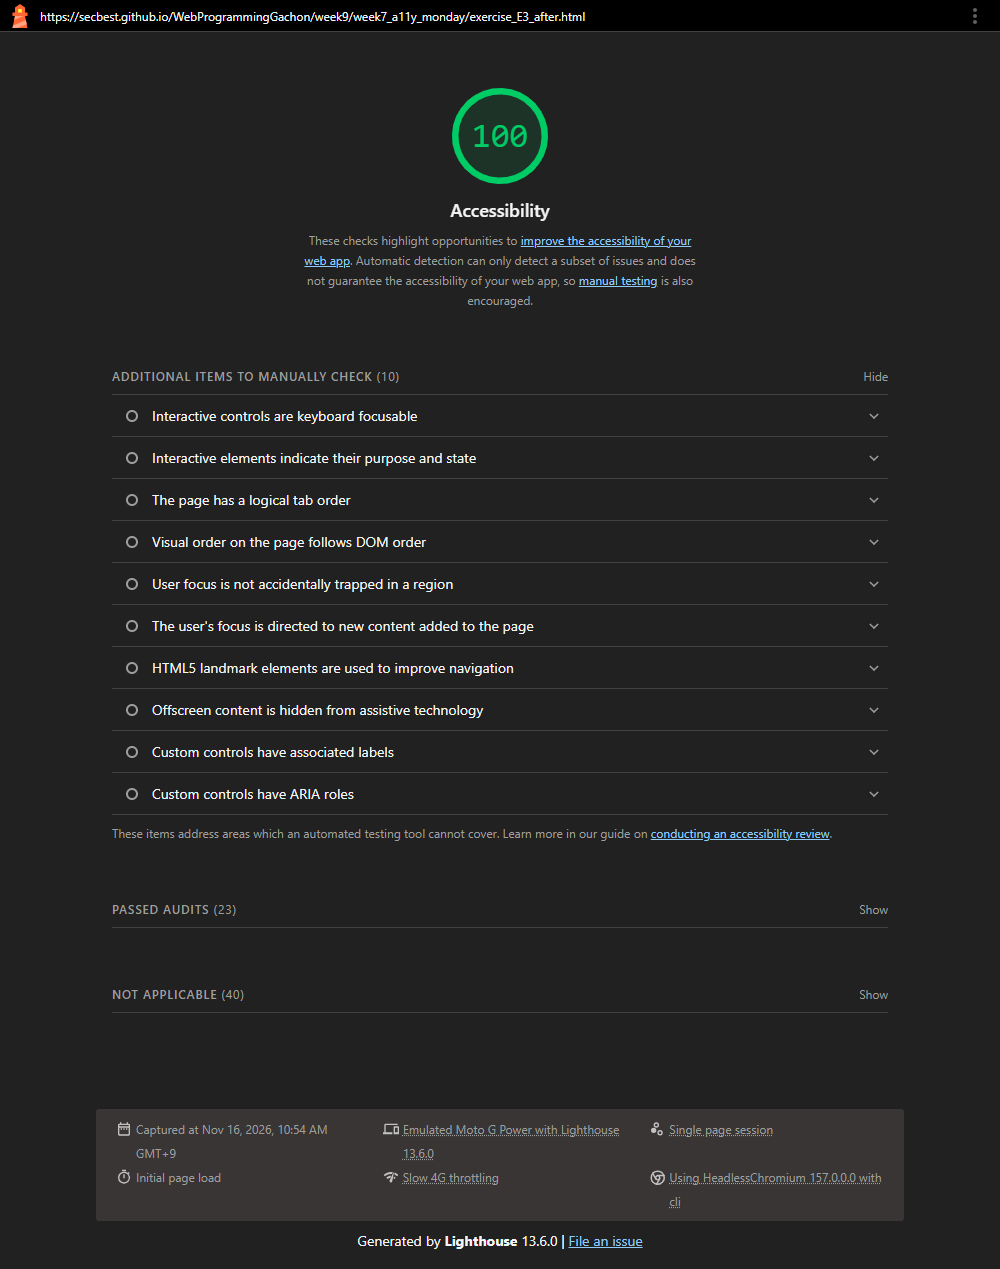 https://secbest.github.io/WebProgrammingGachon/week9/week7_a11y_monday/exercise_E3_after.html
100
Accessibility
These checks highlight opportunities to improve the accessibility of your
web app. Automatic detection can only detect a subset of issues and does
not guarantee the accessibility of your web app, so manual testing is also
encouraged.
ADDITIONAL ITEMS TO MANUALLY CHECK (10) Hide
Interactive controls are keyboard focusable
Interactive elements indicate their purpose and state
The page has a logical tab order
Visual order on the page follows DOM order
User focus is not accidentally trapped in a region
The user's focus is directed to new content added to the page
HTML5 landmark elements are used to improve navigation
Offscreen content is hidden from assistive technology
Custom controls have associated labels
Custom controls have ARIA roles
These items address areas which an automated testing tool cannot cover. Learn more in our guide on conducting an accessibility review.
PASSED AUDITS (23) Show
NOT APPLICABLE (40) Show
Captured at Nov 16, 2026, 10:54 AM
GMT+9
Emulated Moto G Power with Lighthouse
13.6.0
Single page session
Initial page load
Slow 4G throttling
Using HeadlessChromium 157.0.0.0 with
cli
Generated by Lighthouse 13.6.0 | File an issue